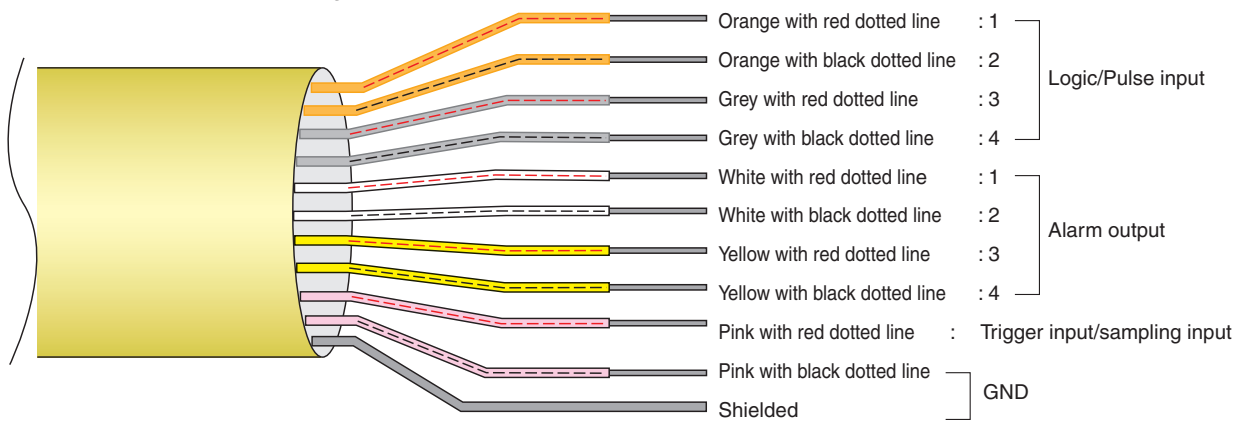 Orange with red dotted line : 1
Orange with black dotted line : 2
Logic/Pulse input
Grey with red dotted line : 3
Grey with black dotted line : 4
White with red dotted line : 1
White with black dotted line : 2
Alarm output
Yellow with red dotted line : 3
Yellow with black dotted line : 4
Pink with red dotted line : Trigger input/sampling input
Pink with black dotted line
GND
Shielded